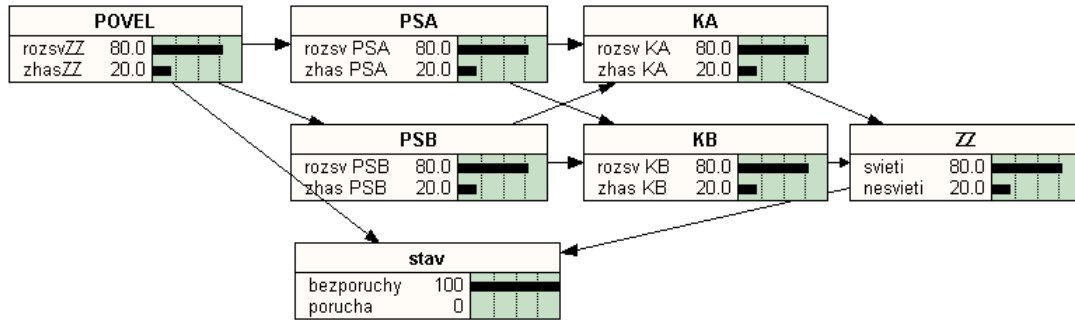 POVEL
rozsvZZ 80.0
zhasZZ 20.0
PSA
rozsv PSA 80.0
zhas PSA 20.0
KA
rozsv KA 80.0
zhas KA 20.0
PSB
rozsv PSB 80.0
zhas PSB 20.0
KB
rozsv KB 80.0
zhas KB 20.0
ZZ
svieti 80.0
nesvieti 20.0
stav
bezporuchy 100
porucha 0